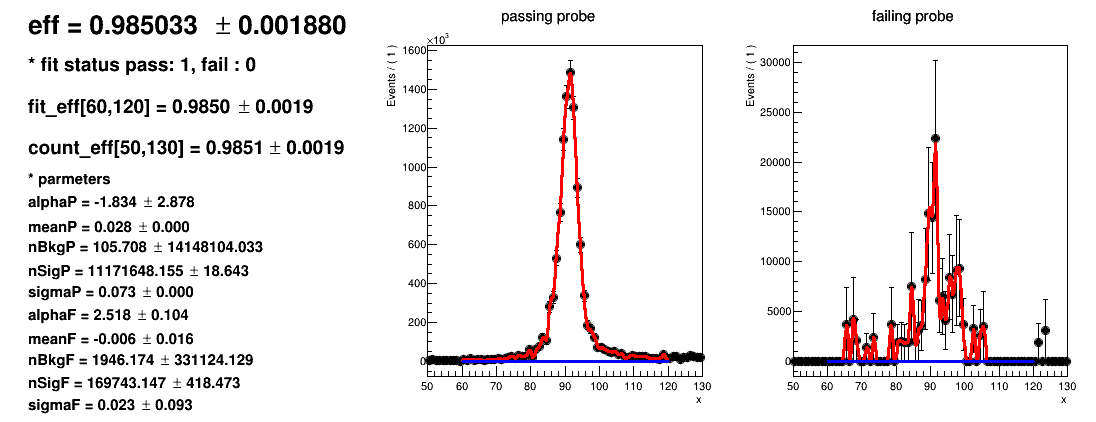 eff = 0.985033 ± 0.001880
* fit status pass: 1, fail : 0
fit_eff[60,120] = 0.9850 ± 0.0019
count_eff[50,130] = 0.9851 ± 0.0019
* parmeters
alphaP = -1.834 ± 2.878
meanP = 0.028 ± 0.000
nBkgP = 105.708 ± 14148104.033
nSigP = 11171648.155 ± 18.643
sigmaP = 0.073 ± 0.000
alphaF = 2.518 ± 0.104
meanF = -0.006 ± 0.016
nBkgF = 1946.174 ± 331124.129
nSigF = 169743.147 ± 418.473
sigmaF = 0.023 ± 0.093
passing probe
×10³
Events / ( 1 )
1600
1400
1200
1000
800
600
400
200
0
50 60 70 80 90 100 110 120 130
x
failing probe
Events / ( 1 )
30000
25000
20000
15000
10000
5000
0
50 60 70 80 90 100 110 120 130
x